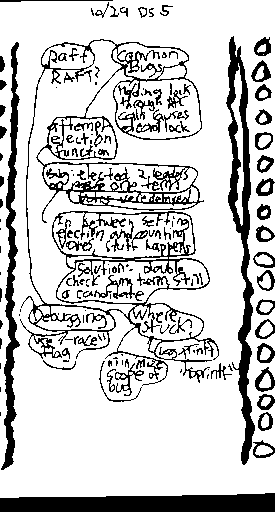 10/29 DS 5
Raft
RAFT?
Common
Bugs
Holding lock
through RPC
calls causes
deadlock
attempt
election
function
Bug: elected 2 leaders
on same one term
Votes were delayed
In between setting
election and counting
votes, stuff happens
Solution: double
check same term, still
a candidate
Debugging
use "-race"
flag
Where
stuck?
Log prints
"Dprintf"
minimize
scope of
bug